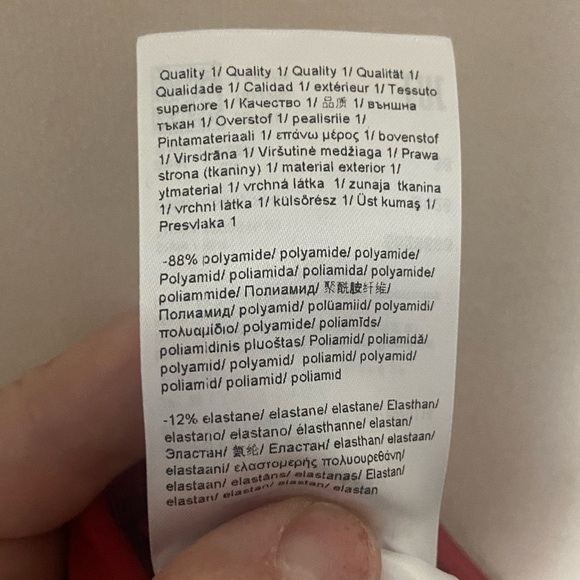 Quality 1/ Quality 1/ Quality 1/ Qualität 1/
Qualidade 1/ Calidad 1/ extérieur 1/ Tessuto
superiore 1/ Качество 1/ 品质 1/ външна
тъкан 1/ Overstof 1/ pealisriie 1/
Pintamateriaali 1/ επάνω μέρος 1/ bovenstof
1/ Virsdrāna 1/ Viršutinė medžiaga 1/ Prawa
strona (tkaniny) 1/ material exterior 1/
ytmaterial 1/ vrchná látka 1/ zunaja tkanina
1/ vrchní látka 1/ külsőrész 1/ Üst kumaş 1/
Presvlaka 1
-88% polyamide/ polyamide/ polyamide/
Polyamid/ poliamida/ poliamida/ polyamide/
poliammide/ Полиамид/ 聚酰胺纤维/
Полиамид/ polyamid/ polüamiid/ polyamidi/
πολυαμίδιο/ polyamide/ poliamīds/
poliamidinis pluoštas/ Poliamid/ poliamidă/
polyamid/ polyamid/ poliamid/ polyamid/
poliamid/ poliamid/ poliamid
-12% elastane/ elastane/ elastane/ Elasthan/
elastano/ elastano/ élasthanne/ elastan/
Эластан/ 氨纶/ Еластан/ elasthan/ elastaan/
elastaani/ ελαστομερής πολυουρεθάνη/
elastaan/ elastāns/ elastanas/ Elastan/
elastan/ elastan/ elastan/ elastan/ elastan